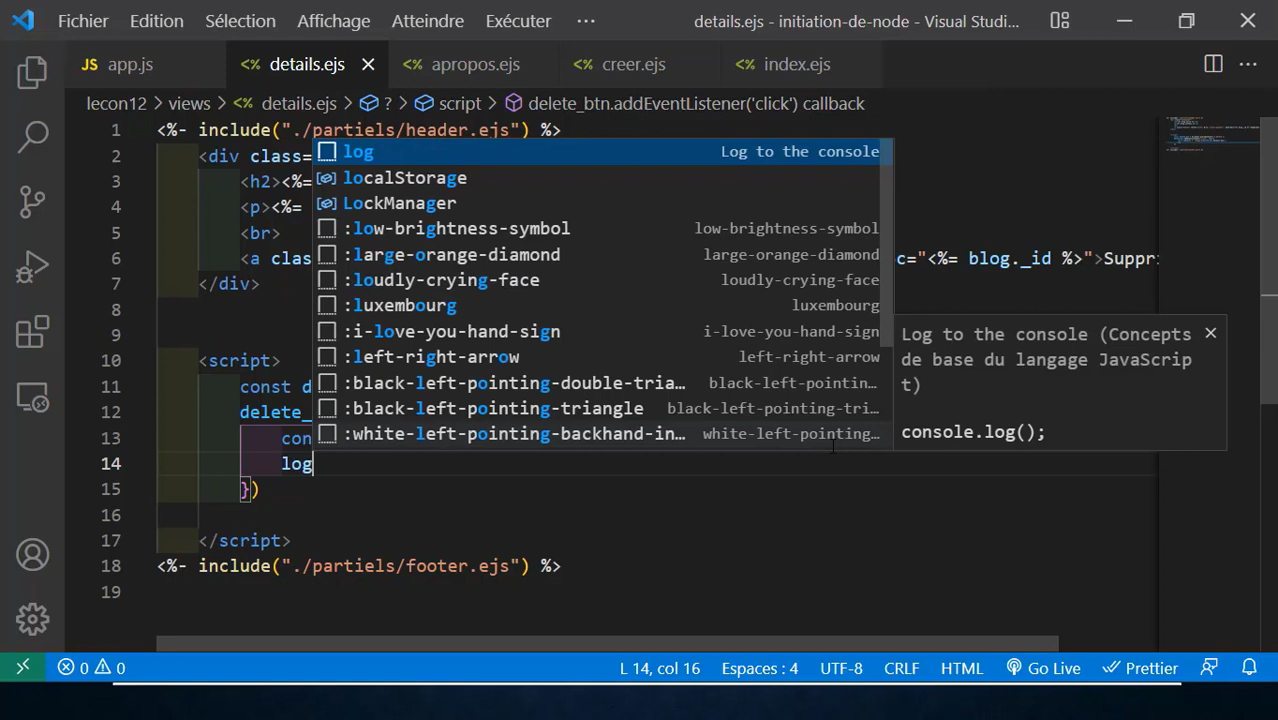 Fichier Edition Sélection Affichage Atteindre Exécuter ··· details.ejs - initiation-de-node - Visual Studi...
JS app.js <% details.ejs <% apropos.ejs <% creer.ejs <% index.ejs
lecon12 > views > <% details.ejs > ? > script > delete_btn.addEventListener('click') callback
1 <%- include("./partiels/header.ejs") %>
2 <div class=
3 <h2><%=
4 <p><%=
5 <br>
6 <a clas c="<%= blog._id %>">Suppri
7 </div>
8
9
10 <script>
11 const d
12 delete_
13 con
14 log
15 })
16
17 </script>
18 <%- include("./partiels/footer.ejs") %>
19
log Log to the console
localStorage
LockManager
:low-brightness-symbol low-brightness-symbol
:large-orange-diamond large-orange-diamond
:loudly-crying-face loudly-crying-face
:luxembourg luxembourg
:i-love-you-hand-sign i-love-you-hand-sign
:left-right-arrow left-right-arrow
:black-left-pointing-double-tria... black-left-pointin...
:black-left-pointing-triangle black-left-pointing-tri...
:white-left-pointing-backhand-in... white-left-pointing...
Log to the console (Concepts
de base du langage JavaScrip
t)
console.log();
0 0 L 14, col 16 Espaces : 4 UTF-8 CRLF HTML Go Live Prettier